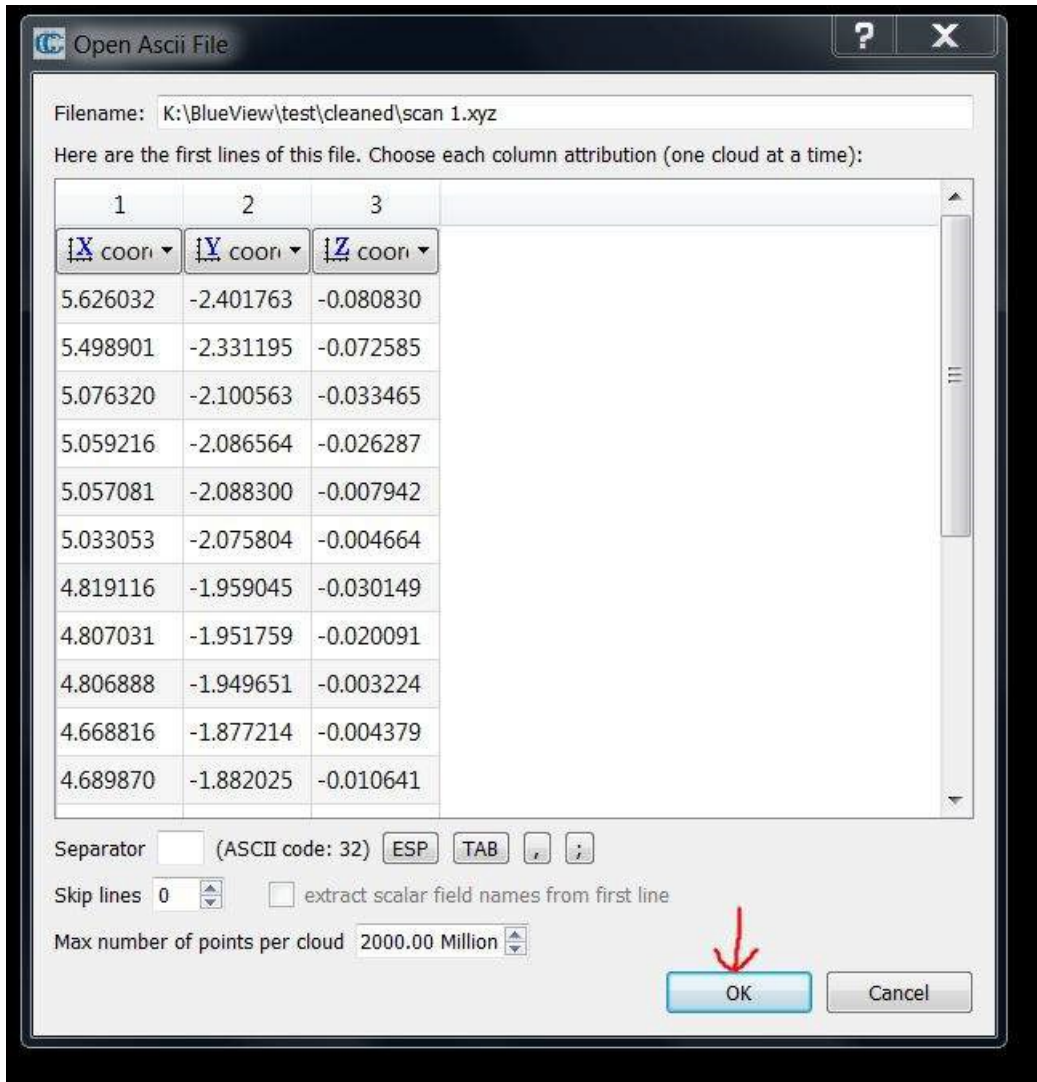 Open Ascii File
Filename: K:\BlueView\test\cleaned\scan 1.xyz
Here are the first lines of this file. Choose each column attribution (one cloud at a time):
1 2 3
X coor Y coor Z coor
5.626032 -2.401763 -0.080830
5.498901 -2.331195 -0.072585
5.076320 -2.100563 -0.033465
5.059216 -2.086564 -0.026287
5.057081 -2.088300 -0.007942
5.033053 -2.075804 -0.004664
4.819116 -1.959045 -0.030149
4.807031 -1.951759 -0.020091
4.806888 -1.949651 -0.003224
4.668816 -1.877214 -0.004379
4.689870 -1.882025 -0.010641
Separator (ASCII code: 32) ESP TAB , ;
Skip lines 0 extract scalar field names from first line
Max number of points per cloud 2000.00 Million
OK Cancel